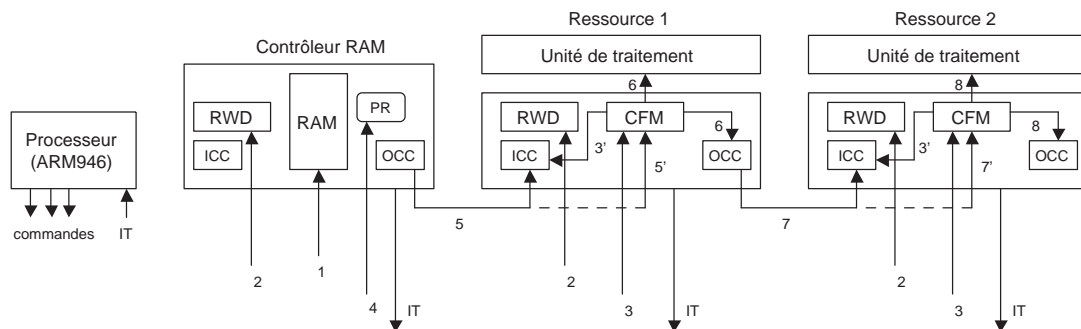 Ressource 1
Ressource 2
Contrôleur RAM
Unité de traitement
Unité de traitement
6
8
Processeur
(ARM946)
RWD
RAM
PR
ICC
OCC
RWD
CFM
6
3’
ICC
OCC
5’
RWD
CFM
8
3’
ICC
OCC
7’
commandes
IT
5
7
2
1
4
IT
2
3
IT
2
3
IT